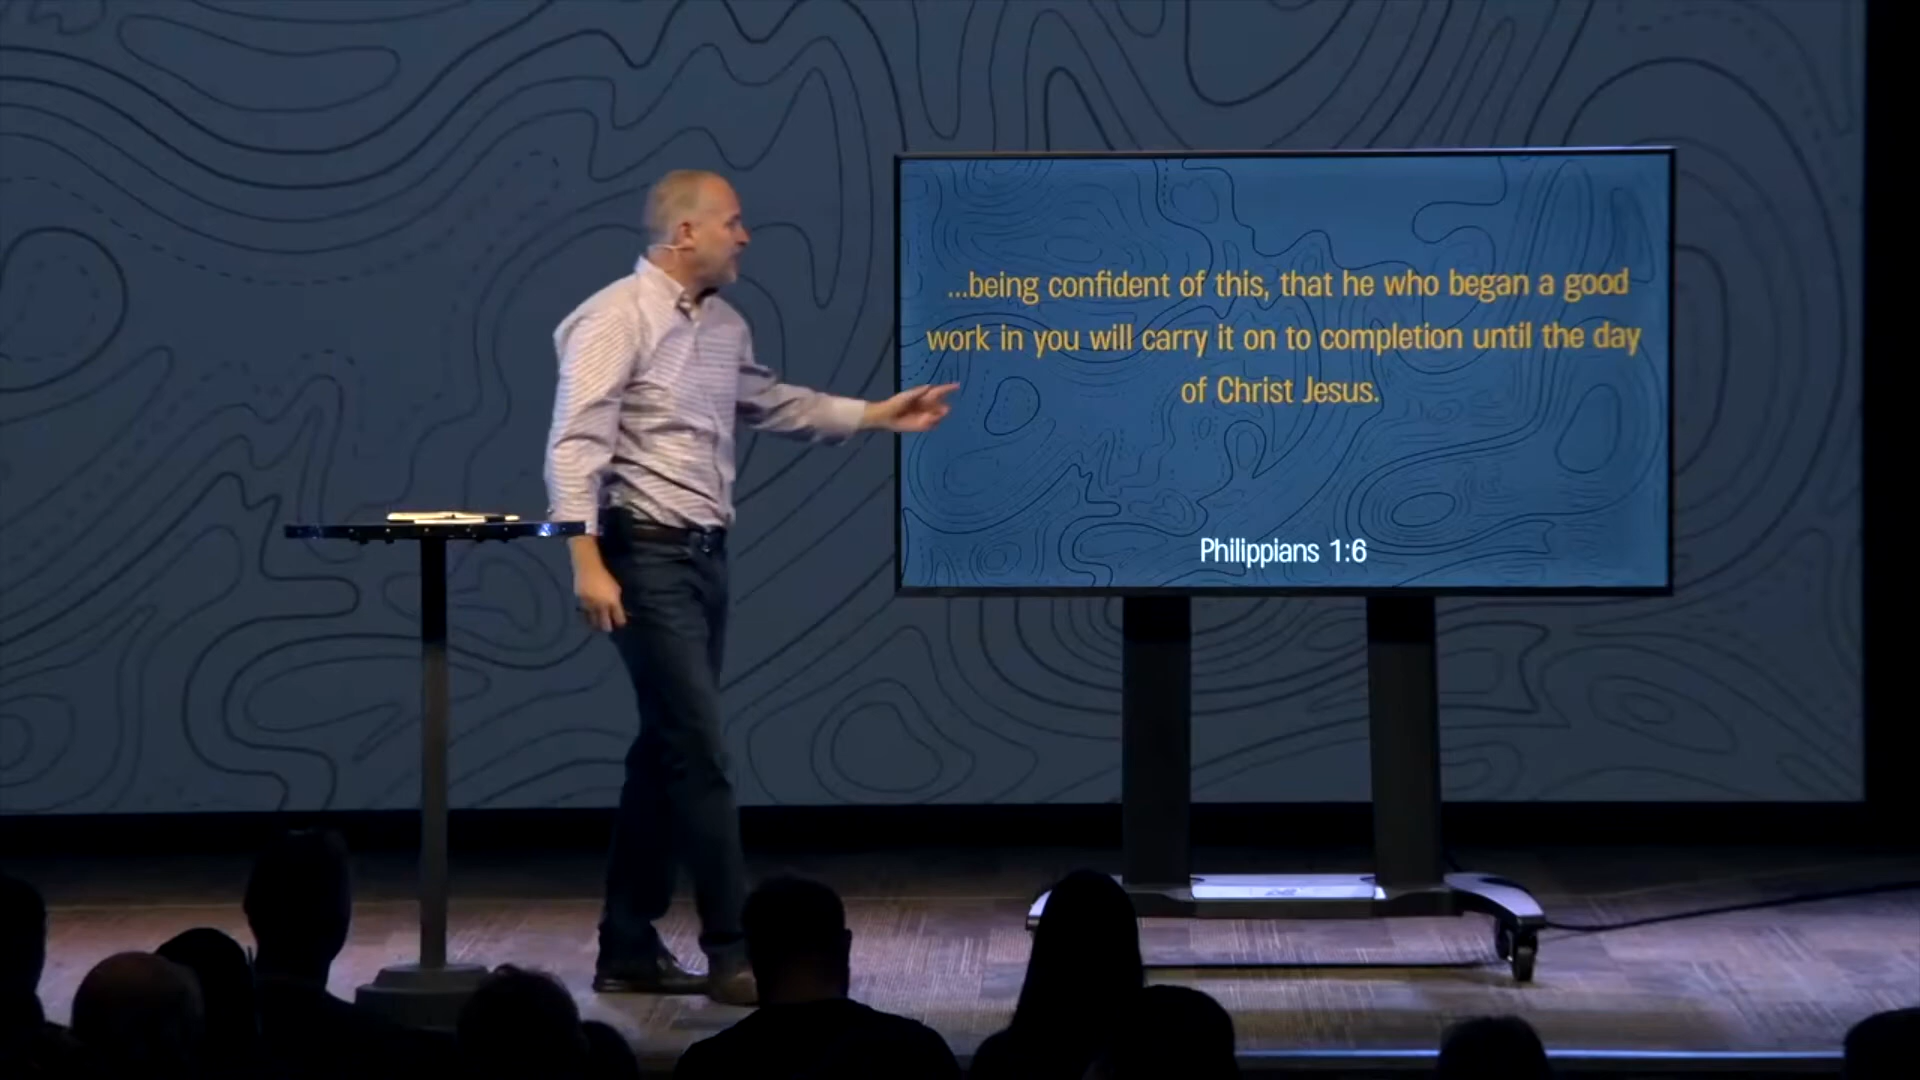 ...being confident of this, that he who began a good
work in you will carry it on to completion until the day
of Christ Jesus.
Philippians 1:6